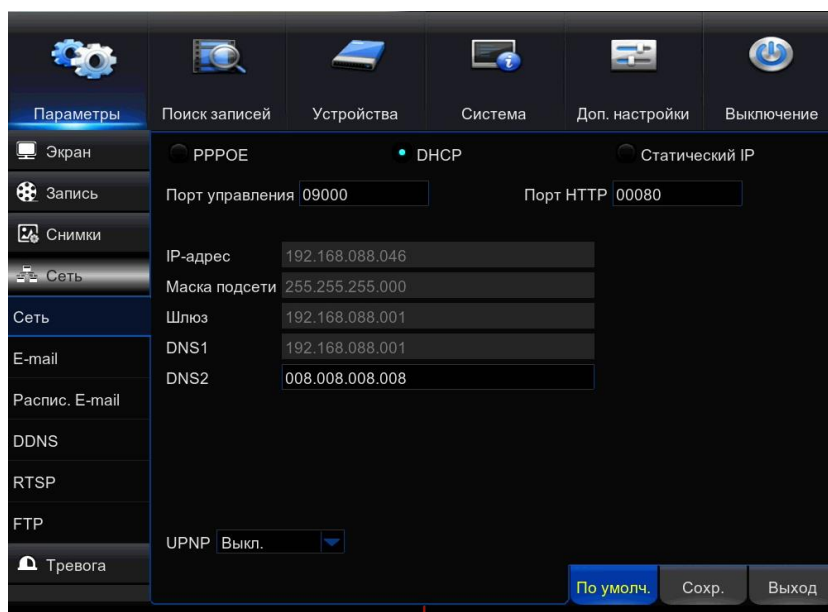 Параметры Поиск записей Устройства Система Доп. настройки Выключение
Экран
Запись
Снимки
Сеть
Сеть
E-mail
Распис. E-mail
DDNS
RTSP
FTP
Тревога
PPPOE DHCP Статический IP
Порт управления 09000 Порт HTTP 00080
IP-адрес 192.168.088.046
Маска подсети 255.255.255.000
Шлюз 192.168.088.001
DNS1 192.168.088.001
DNS2 008.008.008.008
UPNP Выкл.
По умолч. Сохр. Выход